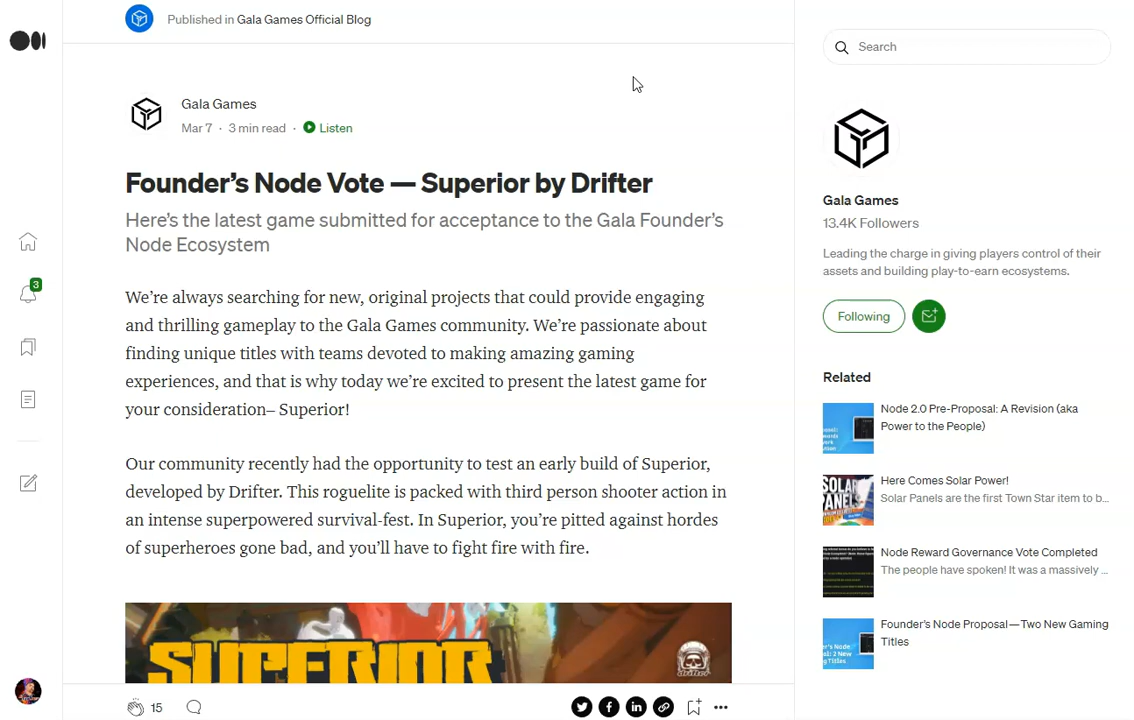 Published in Gala Games Official Blog
Gala Games
Mar 7 · 3 min read · Listen
Founder's Node Vote — Superior by Drifter
Here's the latest game submitted for acceptance to the Gala Founder's
Node Ecosystem
We're always searching for new, original projects that could provide engaging
and thrilling gameplay to the Gala Games community. We're passionate about
finding unique titles with teams devoted to making amazing gaming
experiences, and that is why today we're excited to present the latest game for
your consideration– Superior!
Our community recently had the opportunity to test an early build of Superior,
developed by Drifter. This roguelite is packed with third person shooter action in
an intense superpowered survival-fest. In Superior, you're pitted against hordes
of superheroes gone bad, and you'll have to fight fire with fire.
SUPERIOR
Drifter
15
3
Search
Gala Games
13.4K Followers
Leading the charge in giving players control of their
assets and building play-to-earn ecosystems.
Following
Related
Node 2.0 Pre-Proposal: A Revision (aka
Power to the People)
Here Comes Solar Power!
Solar Panels are the first Town Star item to b...
SOLAR
PANELS
Node Reward Governance Vote Completed
The people have spoken! It was a massively ...
Founder's Node Proposal — Two New Gaming
Titles